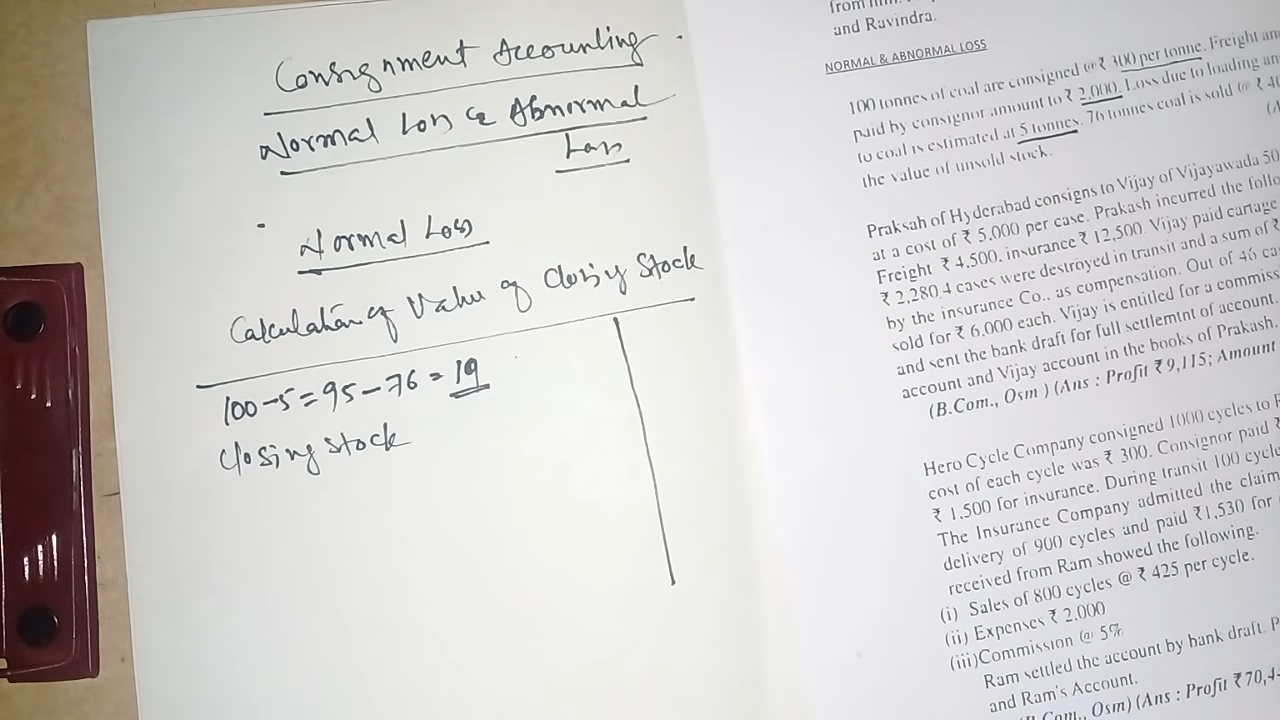 Consignment Accounting
Normal Loss & Abnormal
Loss
Normal Loss
Calculation of Value of Closing Stock
100-5=95-76=19
Closing stock
and Ravindra.
NORMAL & ABNORMAL LOSS
100 tonnes of coal are consigned @ ₹ 300 per tonne. Freight an
paid by consignor amount to ₹ 2,000. Loss due to loading an
to coal is estimated at 5 tonnes. 76 tonnes coal is sold @ ₹ 4
the value of unsold stock.
Praksah of Hyderabad consigns to Vijay of Vijayawada 50
at a cost of ₹ 5,000 per case. Prakash incurred the follo
Freight ₹ 4,500. insurance ₹ 12,500. Vijay paid cartage
₹ 2,280.4 cases were destroyed in transit and a sum of ₹
by the insurance Co., as compensation. Out of 46 ca
sold for ₹ 6,000 each. Vijay is entitled for a commiss
and sent the bank draft for full settlemtnt of account.
account and Vijay account in the books of Prakash.
(B.Com., Osm ) (Ans : Profit ₹ 9,115; Amount
Hero Cycle Company consigned 1000 cycles to
cost of each cycle was ₹ 300. Consignor paid ₹
₹ 1,500 for insurance. During transit 100 cycle
The Insurance Company admitted the claim
delivery of 900 cycles and paid ₹1,530 for
received from Ram showed the following.
(i) Sales of 800 cycles @ ₹ 425 per cycle.
(ii) Expenses ₹ 2,000
(iii)Commission @ 5%
Ram settled the account by bank draft. P
and Ram's Account.
Com., Osm) (Ans : Profit ₹ 70,4